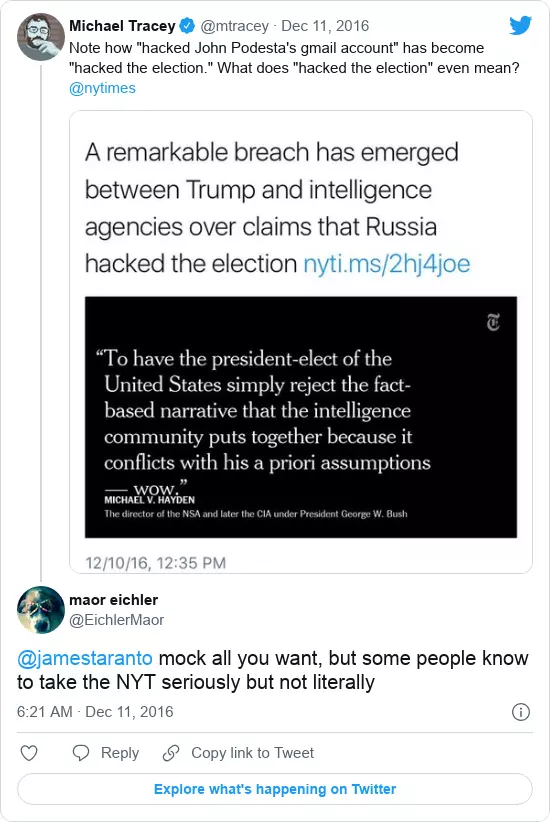 Michael Tracey @mtracey · Dec 11, 2016
Note how "hacked John Podesta's gmail account" has become
"hacked the election." What does "hacked the election" even mean?
@nytimes
A remarkable breach has emerged
between Trump and intelligence
agencies over claims that Russia
hacked the election nyti.ms/2hj4joe
T
“To have the president-elect of the
United States simply reject the fact-
based narrative that the intelligence
community puts together because it
conflicts with his a priori assumptions
— wow.”
MICHAEL V. HAYDEN
The director of the NSA and later the CIA under President George W. Bush
12/10/16, 12:35 PM
maor eichler
@EichlerMaor
@jamestaranto mock all you want, but some people know
to take the NYT seriously but not literally
6:21 AM · Dec 11, 2016
Reply Copy link to Tweet
Explore what's happening on Twitter